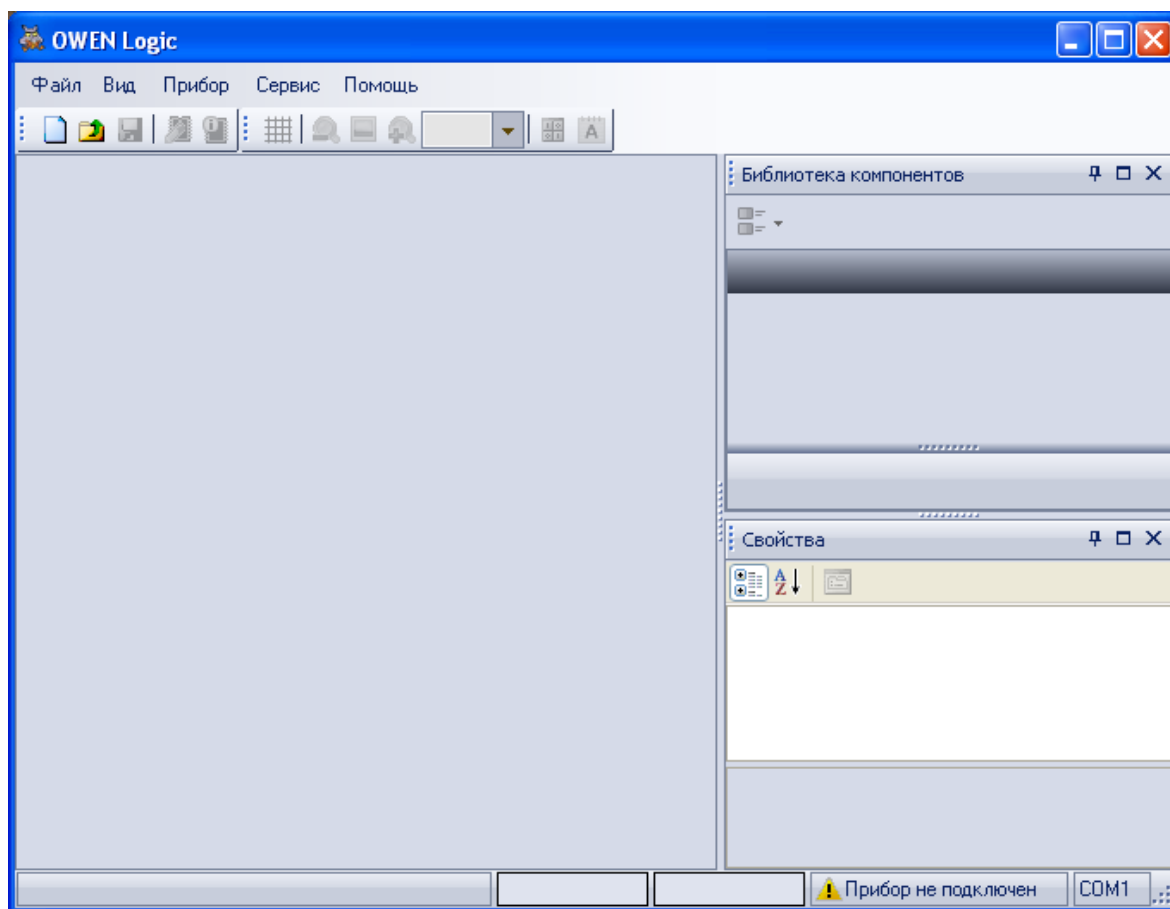 OWEN Logic
Файл Вид Прибор Сервис Помощь
A
Библиотека компонентов
Свойства
A
Z
Прибор не подключен COM1